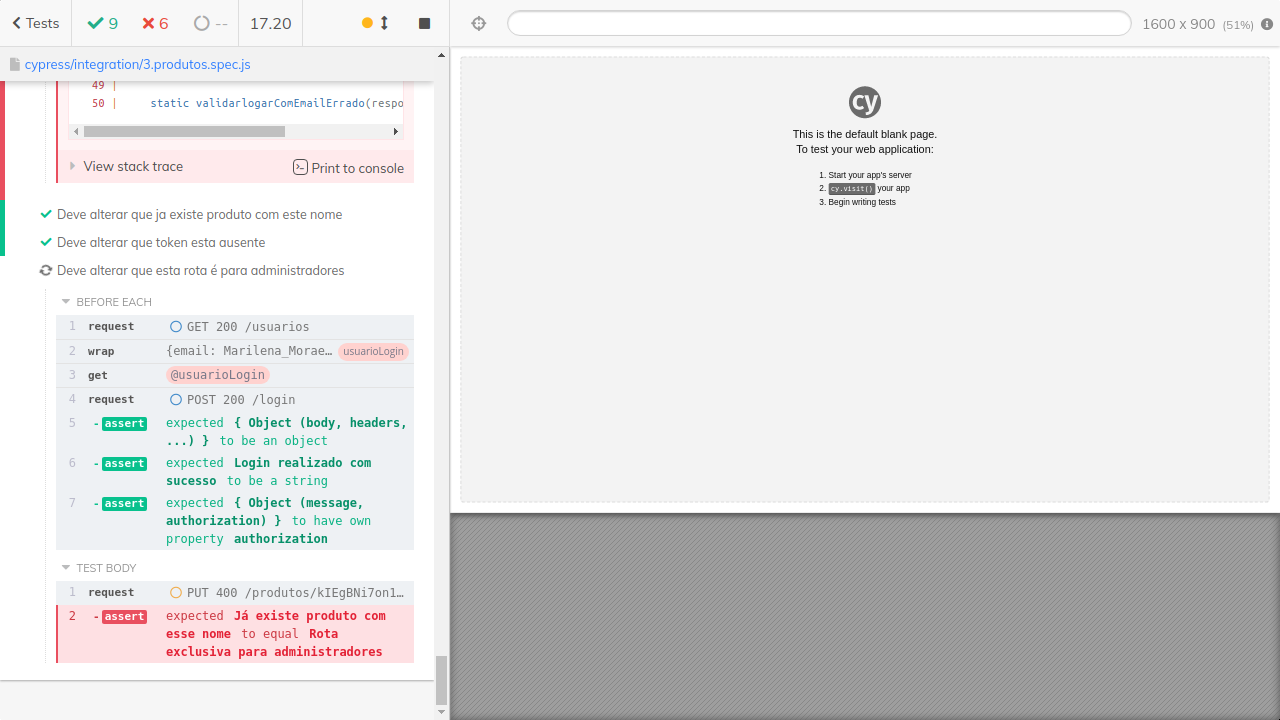 Tests
9
6
--
17.20
1600 x 900 (51%)
cypress/integration/3.produtos.spec.js
49 |
50 | static validarlogarComEmailErrado(respo
View stack trace
Print to console
Deve alterar que ja existe produto com este nome
Deve alterar que token esta ausente
Deve alterar que esta rota é para administradores
BEFORE EACH
1 request GET 200 /usuarios
2 wrap {email: Marilena_Morae… usuarioLogin
3 get @usuarioLogin
4 request POST 200 /login
5 -assert expected { Object (body, headers,
...) } to be an object
6 -assert expected Login realizado com
sucesso to be a string
7 -assert expected { Object (message,
authorization) } to have own
property authorization
TEST BODY
1 request PUT 400 /produtos/kIEgBNi7on1…
2 -assert expected Já existe produto com
esse nome to equal Rota
exclusiva para administradores
cy
This is the default blank page.
To test your web application:
1. Start your app's server
2. cy.visit() your app
3. Begin writing tests